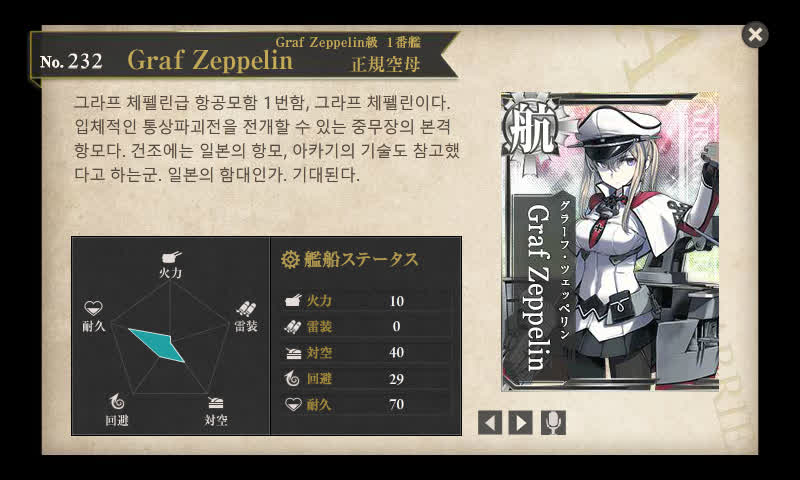 No. 232
Graf Zeppelin
Graf Zeppelin級 1番艦
正規空母
그라프 체펠린급 항공모함 1번함, 그라프 체펠린이다.
입체적인 통상파괴전을 전개할 수 있는 중무장의 본격
항모다. 건조에는 일본의 항모, 아카기의 기술도 참고했
다고 하는군. 일본의 함대인가. 기대된다.
火力
耐久
雷装
回避
対空
艦船ステータス
火力 10
雷装 0
対空 40
回避 29
耐久 70
航
グラーフ・ツェッペリン
Graf Zeppelin